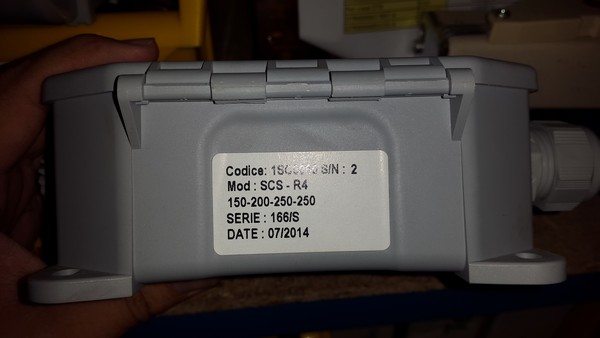 Codice: S/N : 2
Mod : SCS - R4
150-200-250-250
SERIE : 166/S
DATE : 07/2014